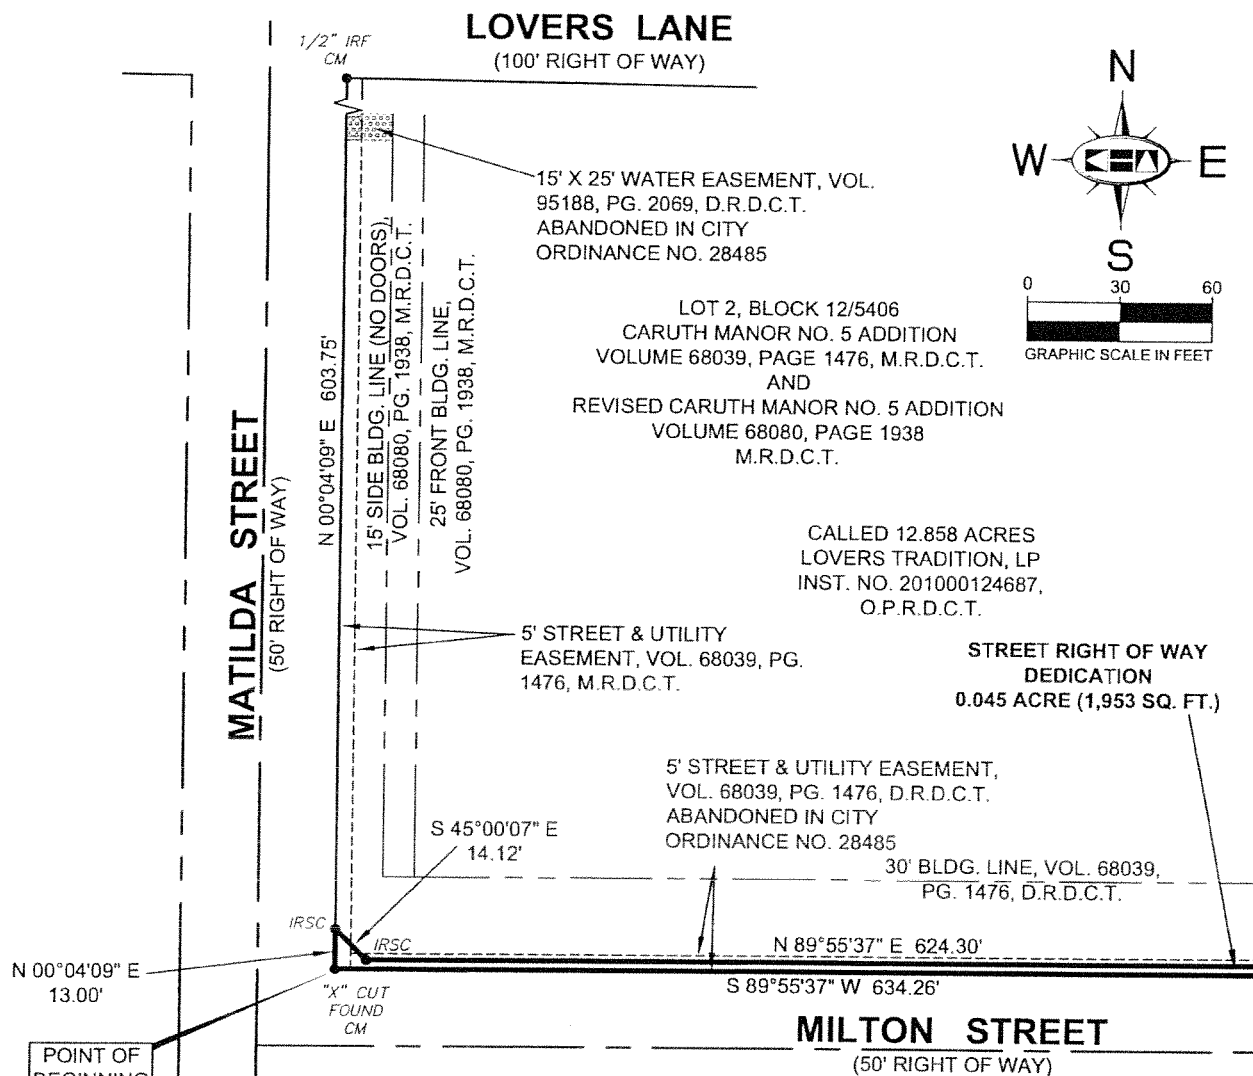 LOVERS LANE
(100' RIGHT OF WAY)
1/2" IRF
CM
N
W
E
S
0 30 60
GRAPHIC SCALE IN FEET
15' X 25' WATER EASEMENT, VOL.
95188, PG. 2069, D.R.D.C.T.
ABANDONED IN CITY
ORDINANCE NO. 28485
LOT 2, BLOCK 12/5406
CARUTH MANOR NO. 5 ADDITION
VOLUME 68039, PAGE 1476, M.R.D.C.T.
AND
REVISED CARUTH MANOR NO. 5 ADDITION
VOLUME 68080, PAGE 1938
M.R.D.C.T.
MATILDA STREET
(50' RIGHT OF WAY)
N 00°04'09" E 603.75'
15' SIDE BLDG. LINE (NO DOORS),
VOL. 68080, PG. 1938, M.R.D.C.T.
25' FRONT BLDG. LINE,
VOL. 68080, PG. 1938, M.R.D.C.T.
CALLED 12.858 ACRES
LOVERS TRADITION, LP
INST. NO. 201000124687,
O.P.R.D.C.T.
5' STREET & UTILITY
EASEMENT, VOL. 68039, PG.
1476, M.R.D.C.T.
STREET RIGHT OF WAY
DEDICATION
0.045 ACRE (1,953 SQ. FT.)
5' STREET & UTILITY EASEMENT,
VOL. 68039, PG. 1476, D.R.D.C.T.
ABANDONED IN CITY
ORDINANCE NO. 28485
S 45°00'07" E
14.12'
30' BLDG. LINE, VOL. 68039,
PG. 1476, D.R.D.C.T.
IRSC
IRSC
N 89°55'37" E 624.30'
N 00°04'09" E
13.00'
S 89°55'37" W 634.26'
"X" CUT
FOUND
CM
MILTON STREET
(50' RIGHT OF WAY)
POINT OF
BEGINNING